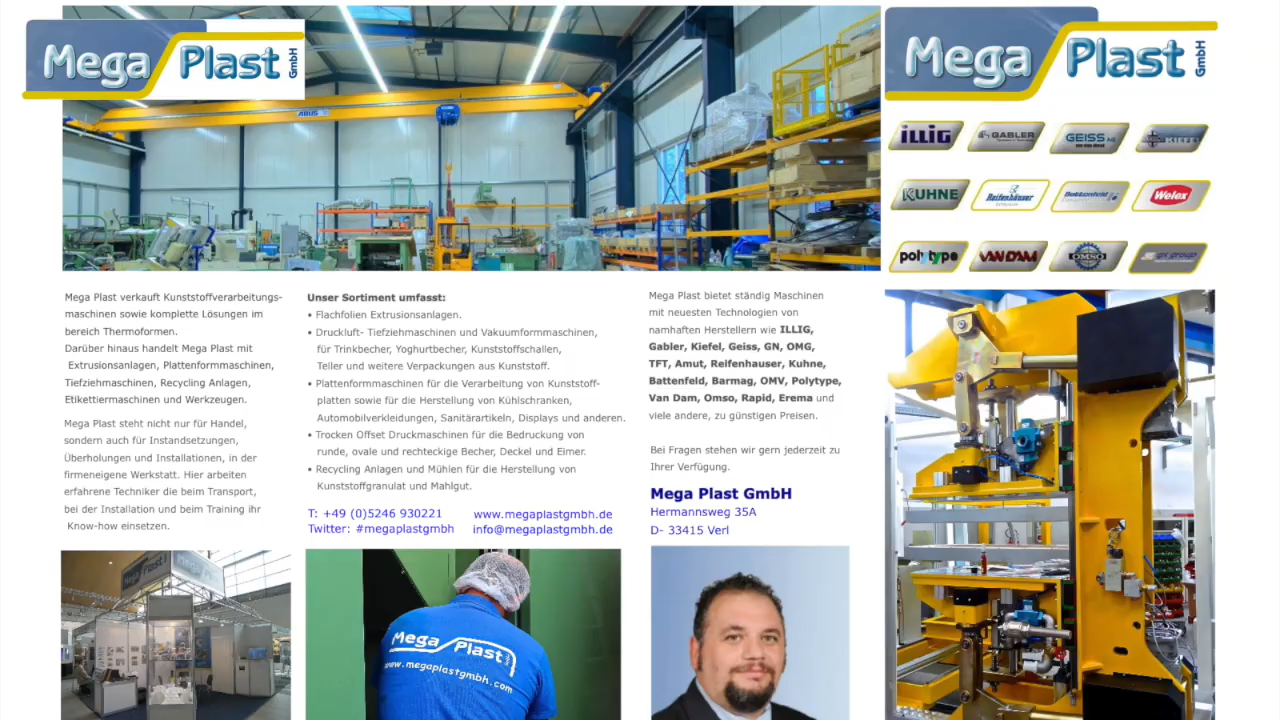 Mega Plast GmbH
ABUS
Mega Plast GmbH
ILLIG
GABLER
GEISS AG
KIEFEL
KUHNE
Reifenhäuser
Battenfeld
Welex
polytype
VAN DAM
OMSO
Mega Plast verkauft Kunststoffverarbeitungs-
maschinen sowie komplette Lösungen im
bereich Thermoformen.
Darüber hinaus handelt Mega Plast mit
Extrusionsanlagen, Plattenformmaschinen,
Tiefziehmaschinen, Recycling Anlagen,
Etikettiermaschinen und Werkzeugen.
Mega Plast steht nicht nur für Handel,
sondern auch für Instandsetzungen,
Überholungen und Installationen, in der
firmeneigene Werkstatt. Hier arbeiten
erfahrene Techniker die beim Transport,
bei der Installation und beim Training ihr
Know-how einsetzen.
Unser Sortiment umfasst:
• Flachfolien Extrusionsanlagen.
• Druckluft- Tiefziehmaschinen und Vakuumformmaschinen,
für Trinkbecher, Yoghurtbecher, Kunststoffschallen,
Teller und weitere Verpackungen aus Kunststoff.
• Plattenformmaschinen für die Verarbeitung von Kunststoff-
platten sowie für die Herstellung von Kühlschranken,
Automobilverkleidungen, Sanitärartikeln, Displays und anderen.
• Trocken Offset Druckmaschinen für die Bedruckung von
runde, ovale und rechteckige Becher, Deckel und Eimer.
• Recycling Anlagen und Mühlen für die Herstellung von
Kunststoffgranulat und Mahlgut.
T: +49 (0)5246 930221 www.megaplastgmbh.de
Twitter: #megaplastgmbh info@megaplastgmbh.de
Mega Plast bietet ständig Maschinen
mit neuesten Technologien von
namhaften Herstellern wie ILLIG,
Gabler, Kiefel, Geiss, GN, OMG,
TFT, Amut, Reifenhauser, Kuhne,
Battenfeld, Barmag, OMV, Polytype,
Van Dam, Omso, Rapid, Erema und
viele andere, zu günstigen Preisen.
Bei Fragen stehen wir gern jederzeit zu
Ihrer Verfügung.
Mega Plast GmbH
Hermannsweg 35A
D- 33415 Verl
Mega Plast
Mega Plast
www.megaplastgmbh.com